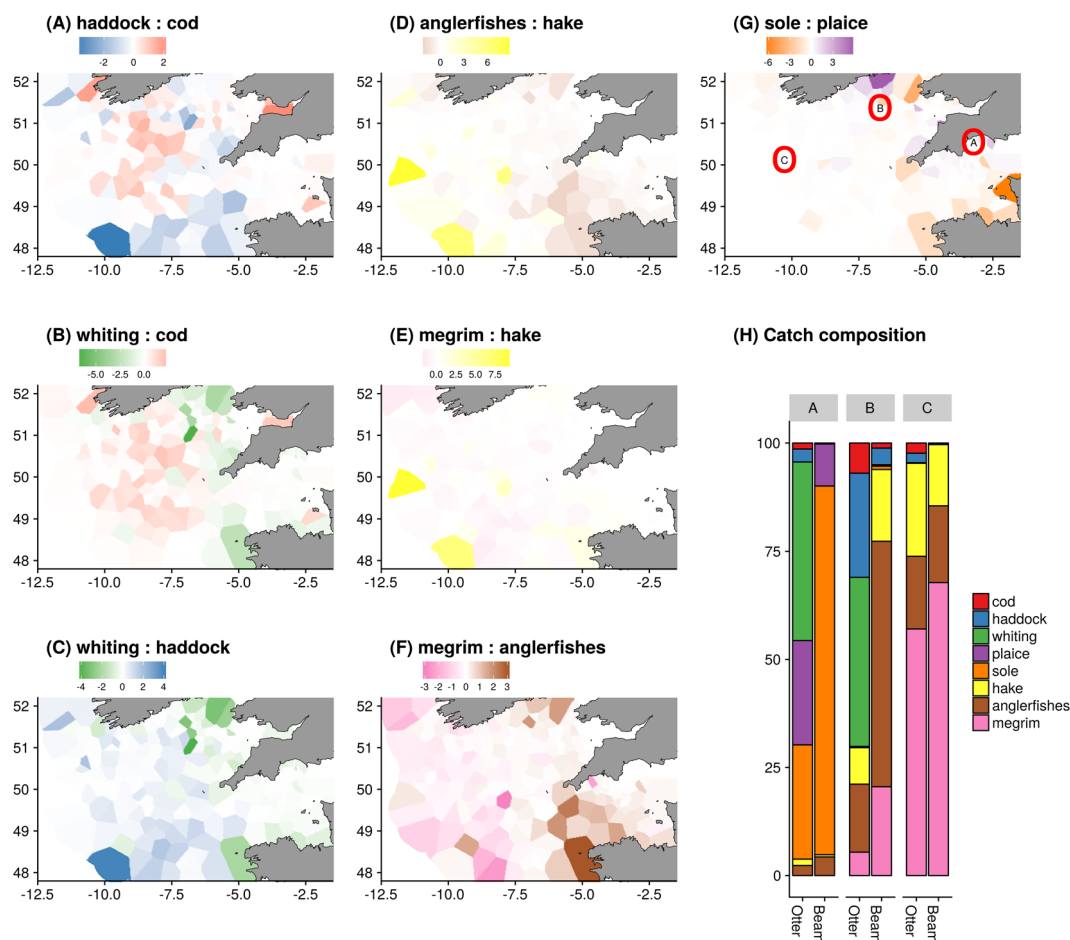 (A) haddock : cod
-2 0 2
52
51
50
49
48
-12.5 -10.0 -7.5 -5.0 -2.5
(D) anglerfishes : hake
0 3 6
52
51
50
49
48
-12.5 -10.0 -7.5 -5.0 -2.5
(G) sole : plaice
-6 -3 0 3
52
51
50
49
48
B
A
C
-10.0 -7.5 -5.0 -2.5
(B) whiting : cod
-5.0 -2.5 0.0
52
51
50
49
48
-12.5 -10.0 -7.5 -5.0 -2.5
(E) megrim : hake
0.0 2.5 5.0 7.5
52
51
50
49
48
-12.5 -10.0 -7.5 -5.0 -2.5
(C) whiting : haddock
-4 -2 0 2 4
52
51
50
49
48
-12.5 -10.0 -7.5 -5.0 -2.5
(F) megrim : anglerfishes
-3 -2 -1 0 1 2 3
52
51
50
49
48
-12.5 -10.0 -7.5 -5.0 -2.5
(H) Catch composition
A B C
100
75
50
25
0
Otter Beam Otter Beam Otter Beam
cod
haddock
whiting
plaice
sole
hake
anglerfishes
megrim